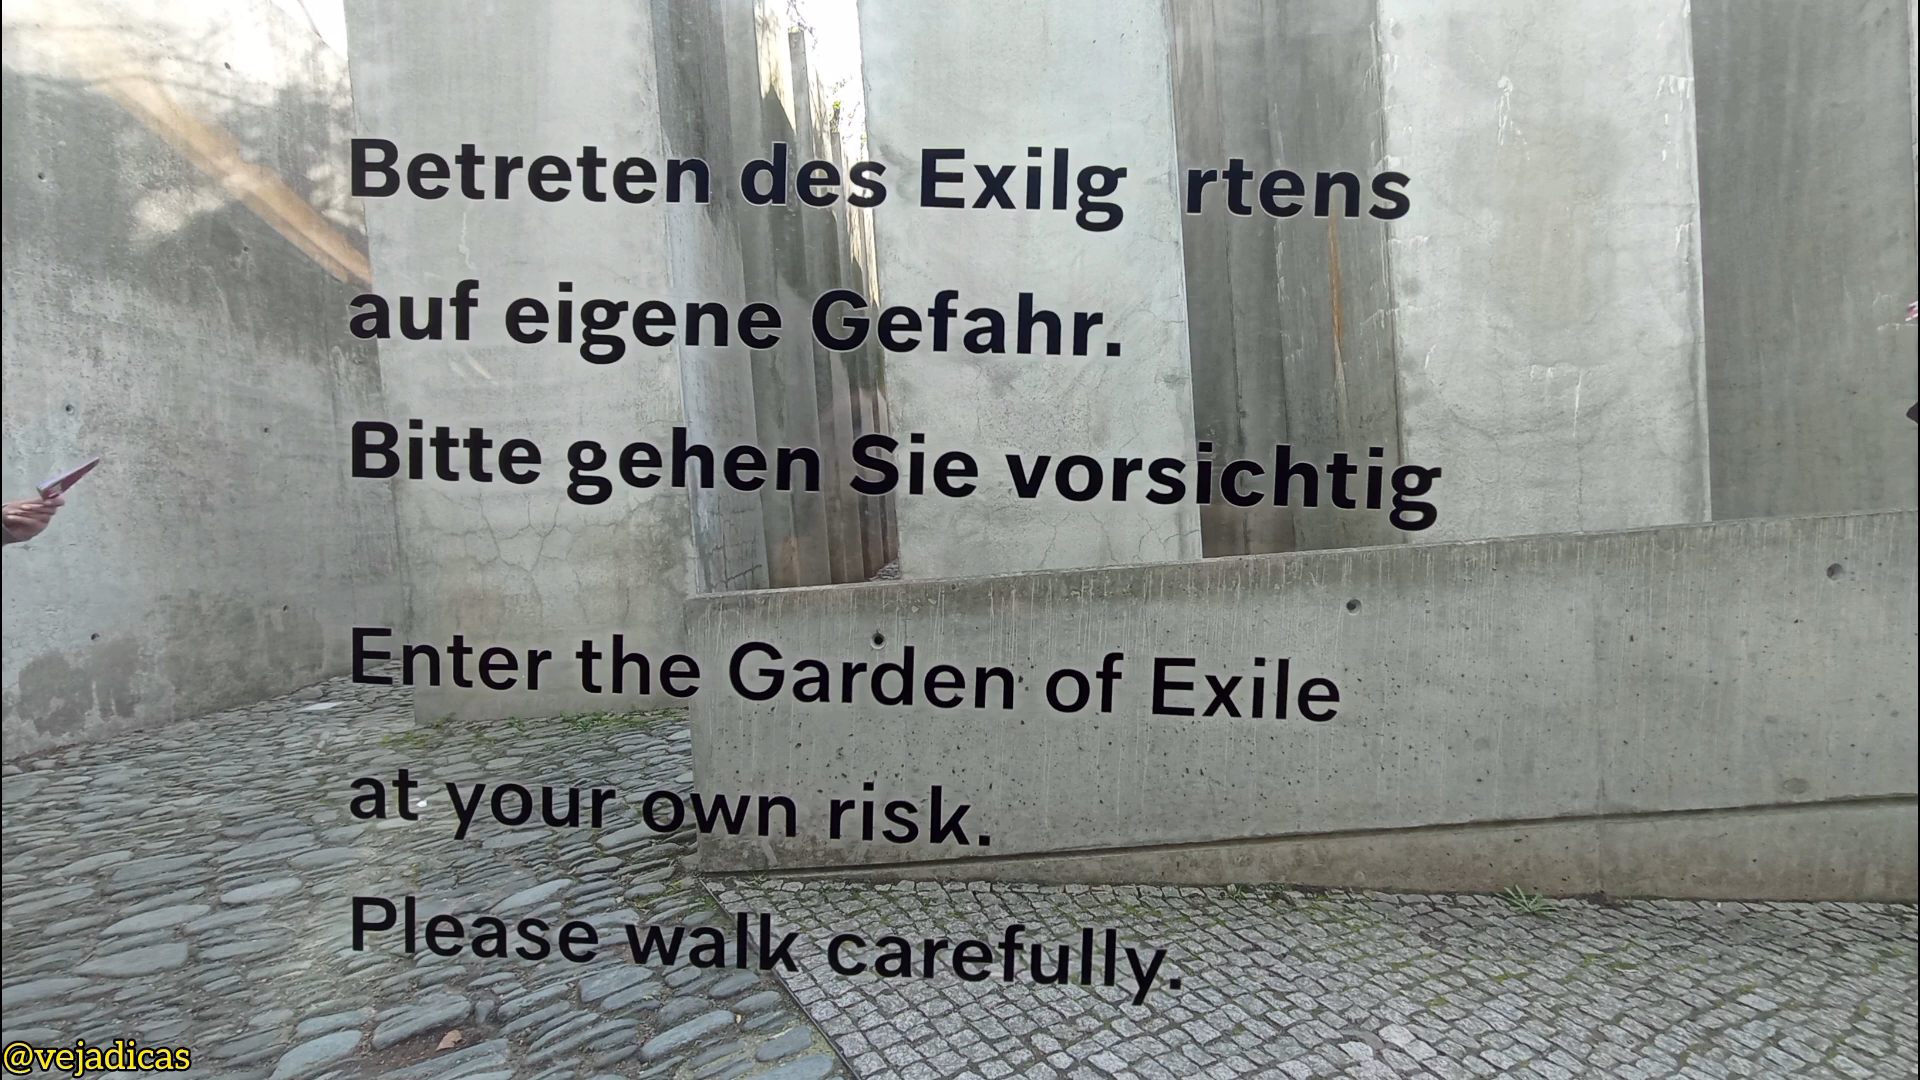 Betreten des Exilg rtens
auf eigene Gefahr.
Bitte gehen Sie vorsichtig
Enter the Garden of Exile
at your own risk.
Please walk carefully.
@vejadicas